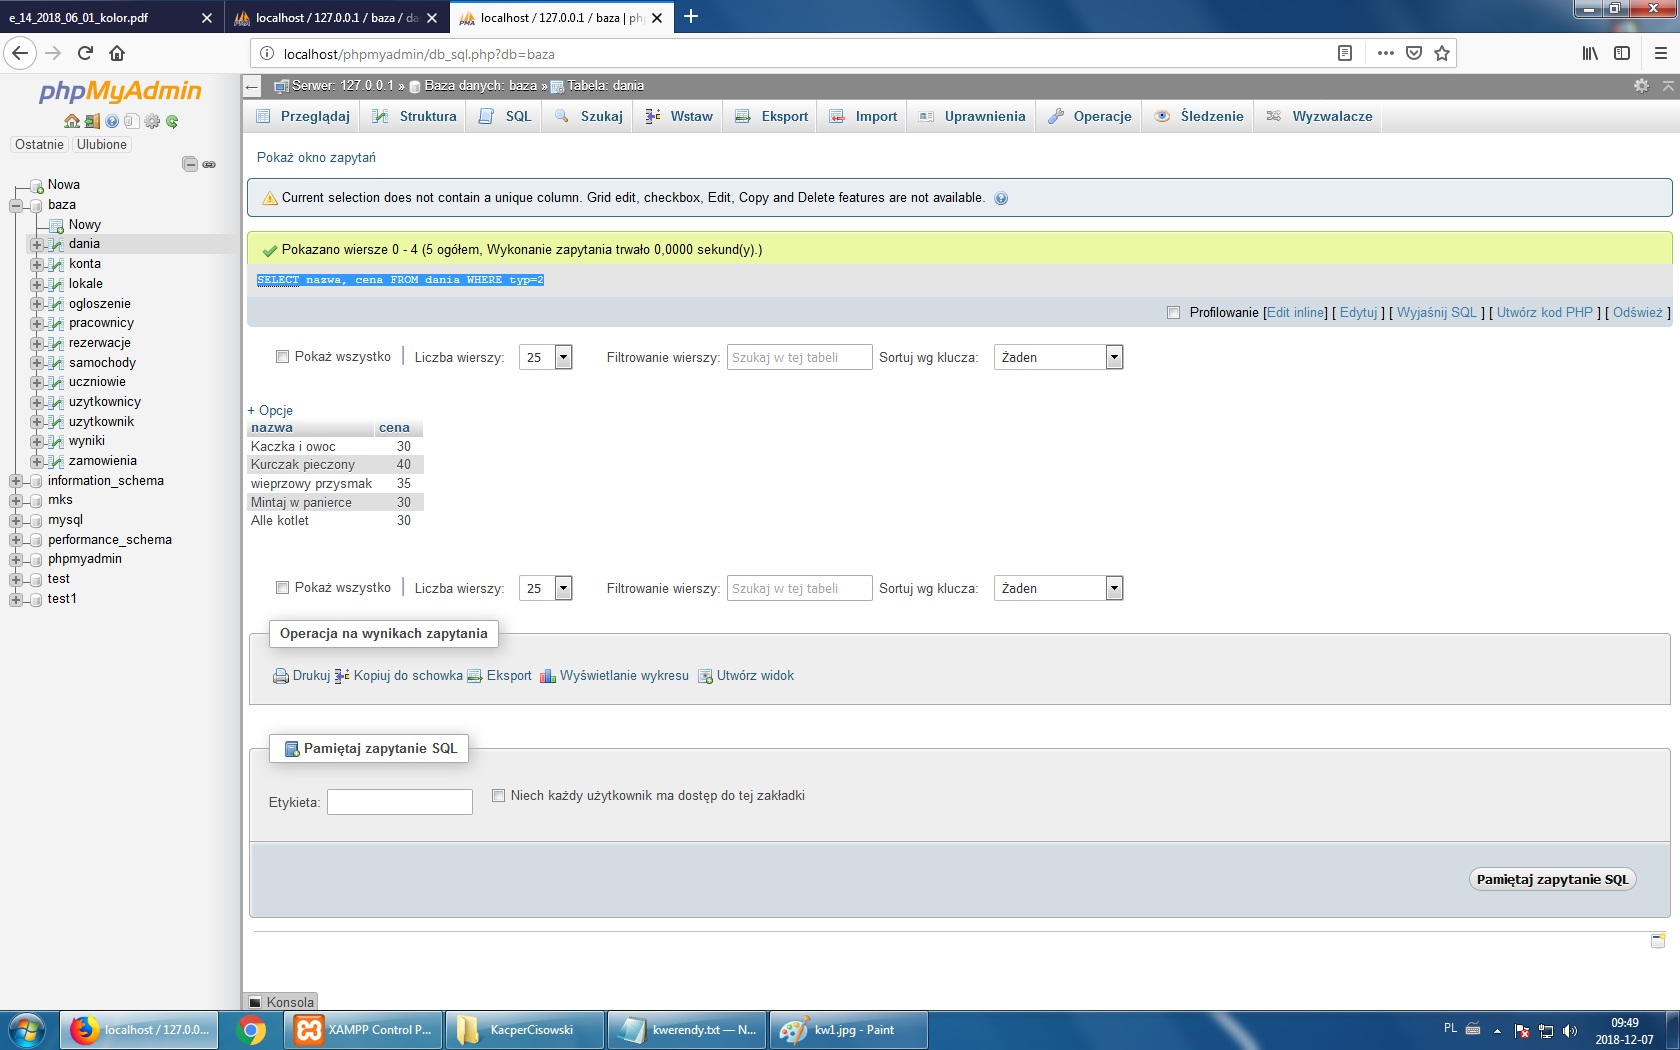 e_14_2018_06_01_kolor.pdf
localhost / 127.0.0.1 / baza / da
localhost / 127.0.0.1 / baza | ph
localhost/phpmyadmin/db_sql.php?db=baza
phpMyAdmin
Ostatnie Ulubione
Nowa
baza
Nowy
dania
konta
lokale
ogloszenie
pracownicy
rezerwacje
samochody
uczniowie
uzytkownicy
uzytkownik
wyniki
zamowienia
information_schema
mks
mysql
performance_schema
phpmyadmin
test
test1
Serwer: 127.0.0.1 » Baza danych: baza » Tabela: dania
Przeglądaj Struktura SQL Szukaj Wstaw Eksport Import Uprawnienia Operacje Śledzenie Wyzwalacze
Pokaż okno zapytań
Current selection does not contain a unique column. Grid edit, checkbox, Edit, Copy and Delete features are not available.
Pokazano wiersze 0 - 4 (5 ogółem, Wykonanie zapytania trwało 0,0000 sekund(y).)
SELECT nazwa, cena FROM dania WHERE typ=2
Profilowanie [Edit inline] [ Edytuj ] [ Wyjaśnij SQL ] [ Utwórz kod PHP ] [ Odśwież ]
Pokaż wszystko | Liczba wierszy: 25 Filtrowanie wierszy: Szukaj w tej tabeli Sortuj wg klucza: Żaden
+ Opcje
nazwa cena
Kaczka i owoc 30
Kurczak pieczony 40
wieprzowy przysmak 35
Mintaj w panierce 30
Alle kotlet 30
Pokaż wszystko | Liczba wierszy: 25 Filtrowanie wierszy: Szukaj w tej tabeli Sortuj wg klucza: Żaden
Operacja na wynikach zapytania
Drukuj Kopiuj do schowka Eksport Wyświetlanie wykresu Utwórz widok
Pamiętaj zapytanie SQL
Etykieta: Niech każdy użytkownik ma dostęp do tej zakładki
Pamiętaj zapytanie SQL
Konsola
localhost / 127.0.0... XAMPP Control P... KacperCisowski kwerendy.txt — N... kw1.jpg - Paint
PL
09:49
2018-12-07